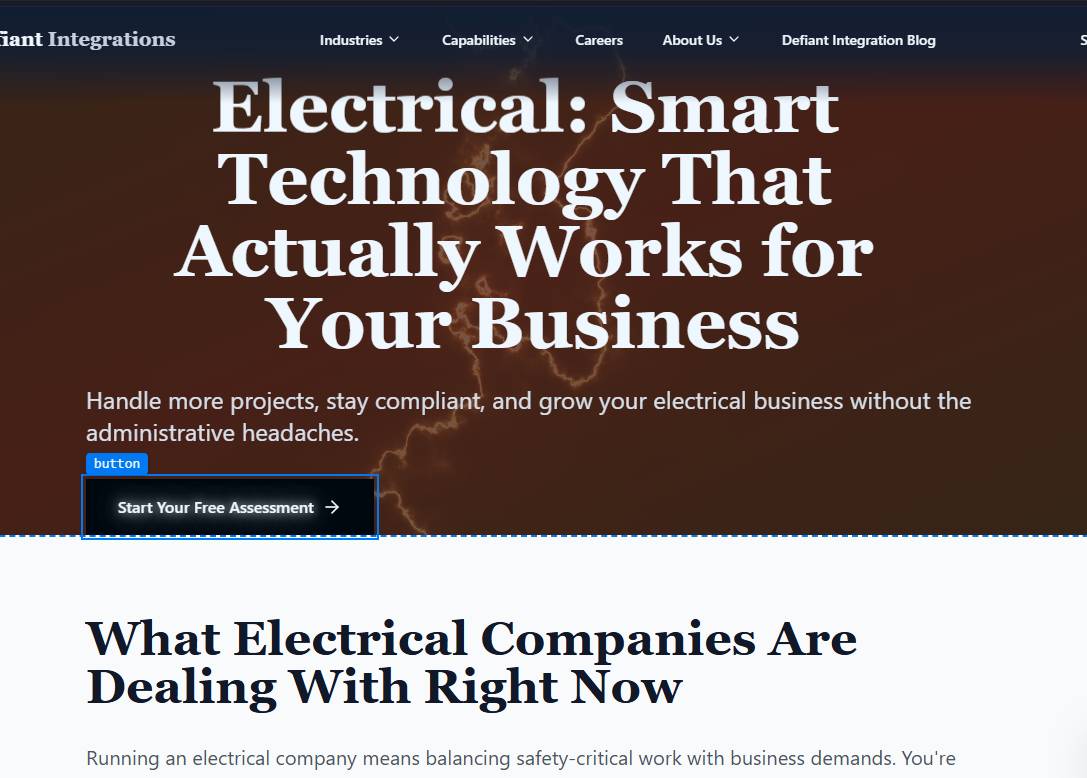 Integrations
Industries
Capabilities
Careers
About Us
Defiant Integration Blog
Electrical: Smart
Technology That
Actually Works for
Your Business
Handle more projects, stay compliant, and grow your electrical business without the
administrative headaches.
button
Start Your Free Assessment →
What Electrical Companies Are
Dealing With Right Now
Running an electrical company means balancing safety-critical work with business demands. You're